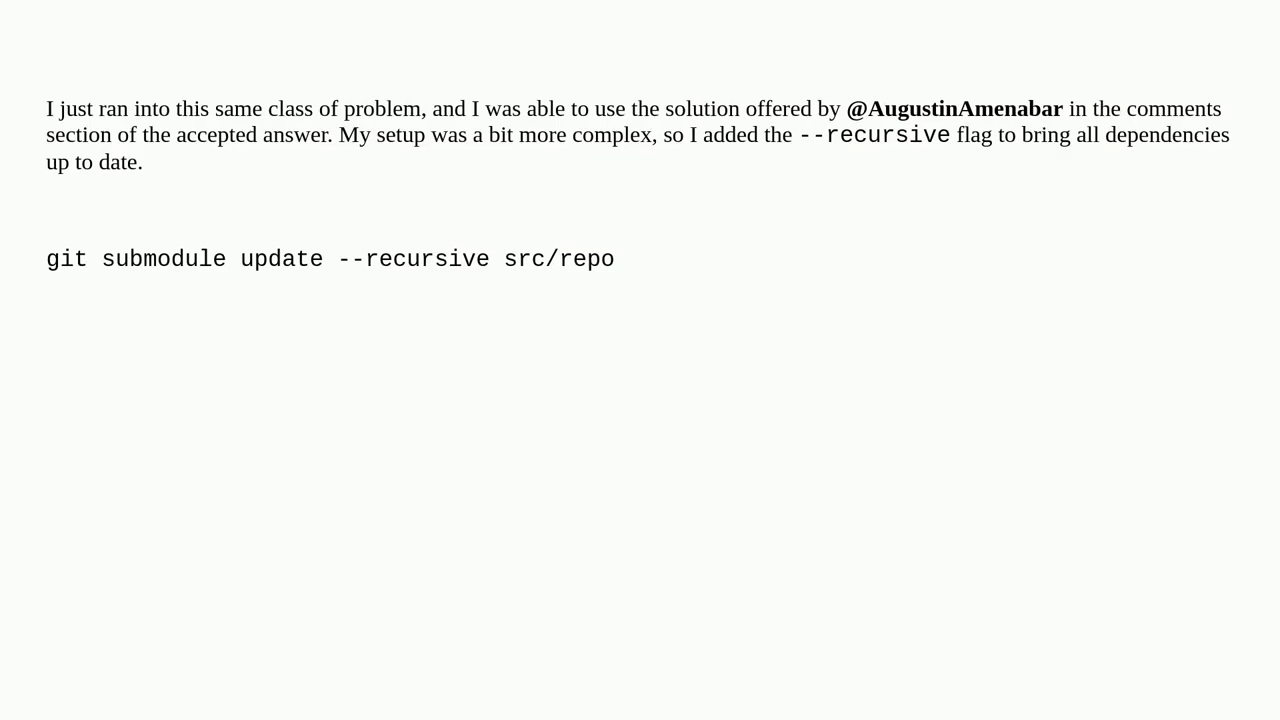 I just ran into this same class of problem, and I was able to use the solution offered by @AugustinAmenabar in the comments
section of the accepted answer. My setup was a bit more complex, so I added the --recursive flag to bring all dependencies
up to date.
git submodule update --recursive src/repo